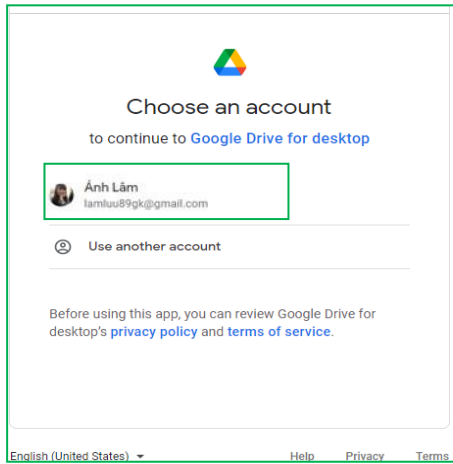 Choose an account
to continue to Google Drive for desktop
Ánh Lâm
lamluu89gk@gmail.com
Use another account
Before using this app, you can review Google Drive for
desktop's privacy policy and terms of service.
English (United States)
Help Privacy Terms